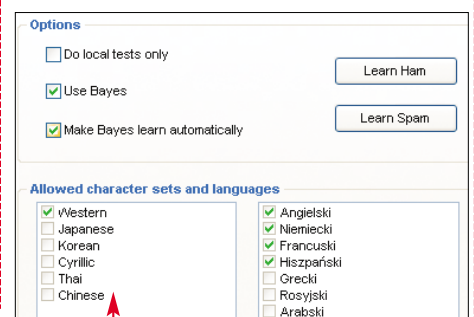 Options
Do local tests only
Learn Ham
Use Bayes
Learn Spam
Make Bayes learn automatically
Allowed character sets and languages
Western
Japanese
Korean
Cyrillic
Thai
Chinese
Angielski
Niemiecki
Francuski
Hiszpański
Grecki
Rosyjski
Arabski